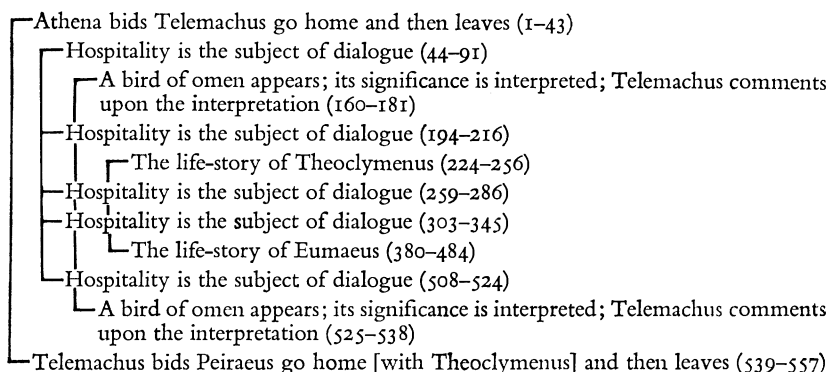 Athena bids Telemachus go home and then leaves (1–43)
Hospitality is the subject of dialogue (44–91)
A bird of omen appears; its significance is interpreted; Telemachus comments
upon the interpretation (160–181)
Hospitality is the subject of dialogue (194–216)
The life-story of Theoclymenus (224–256)
Hospitality is the subject of dialogue (259–286)
Hospitality is the subject of dialogue (303–345)
The life-story of Eumaeus (380–484)
Hospitality is the subject of dialogue (508–524)
A bird of omen appears; its significance is interpreted; Telemachus comments
upon the interpretation (525–538)
Telemachus bids Peiraeus go home [with Theoclymenus] and then leaves (539–557)